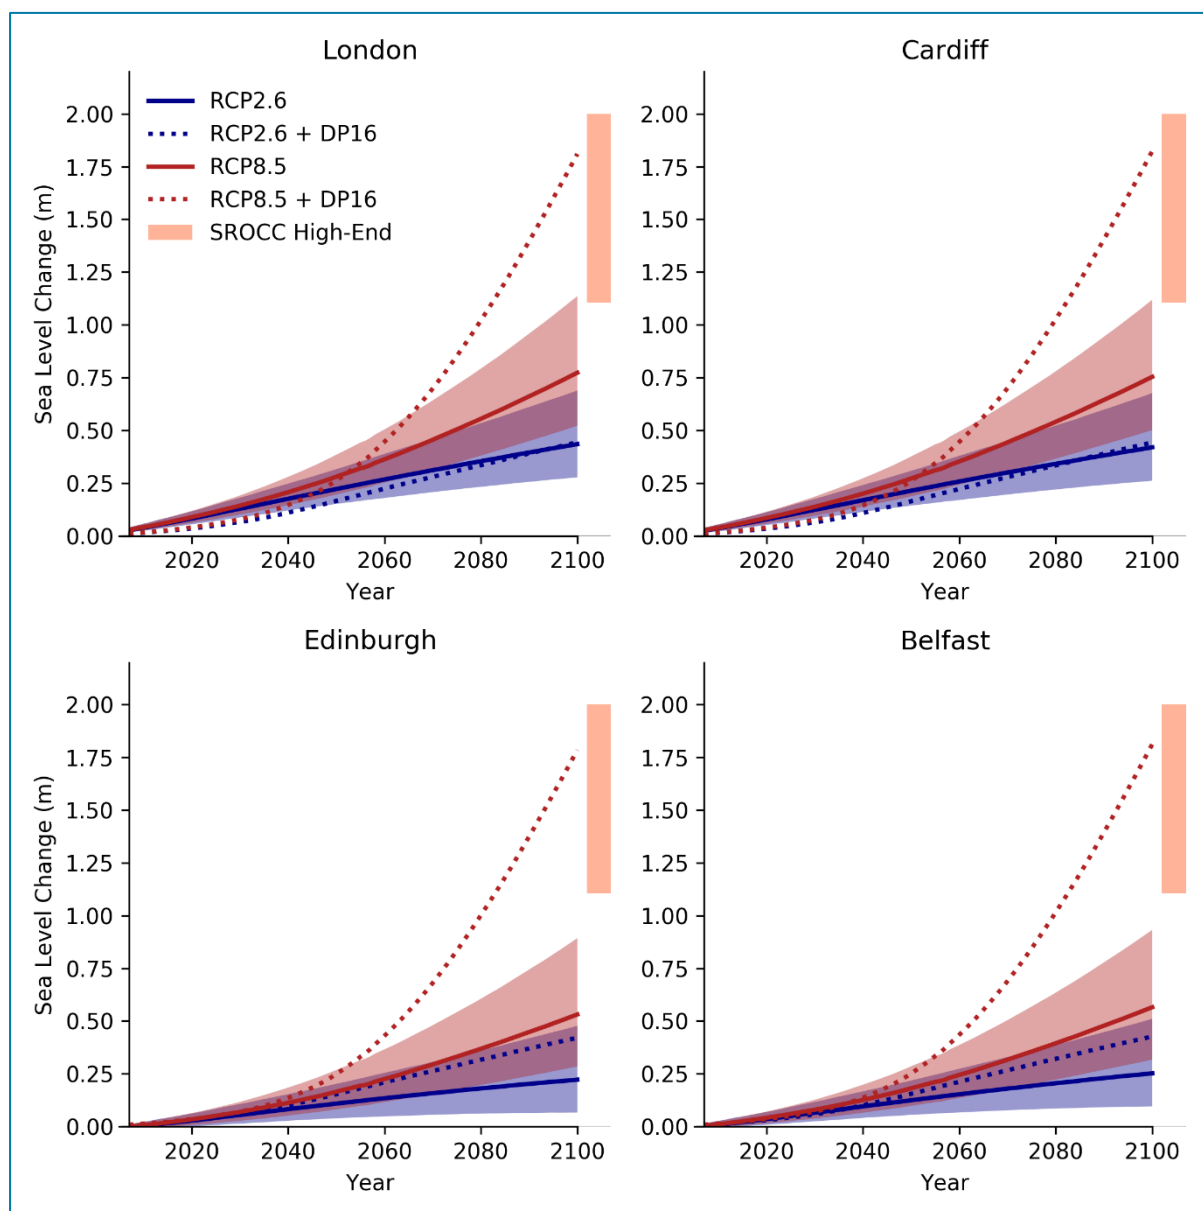 London
RCP2.6
RCP2.6 + DP16
RCP8.5
RCP8.5 + DP16
SROCC High-End
2.00
1.75
1.50
1.25
1.00
0.75
0.50
0.25
0.00
Sea Level Change (m)
2020 2040 2060 2080 2100
Year
Cardiff
2.00
1.75
1.50
1.25
1.00
0.75
0.50
0.25
0.00
2020 2040 2060 2080 2100
Year
Edinburgh
2.00
1.75
1.50
1.25
1.00
0.75
0.50
0.25
0.00
Sea Level Change (m)
2020 2040 2060 2080 2100
Year
Belfast
2.00
1.75
1.50
1.25
1.00
0.75
0.50
0.25
0.00
2020 2040 2060 2080 2100
Year